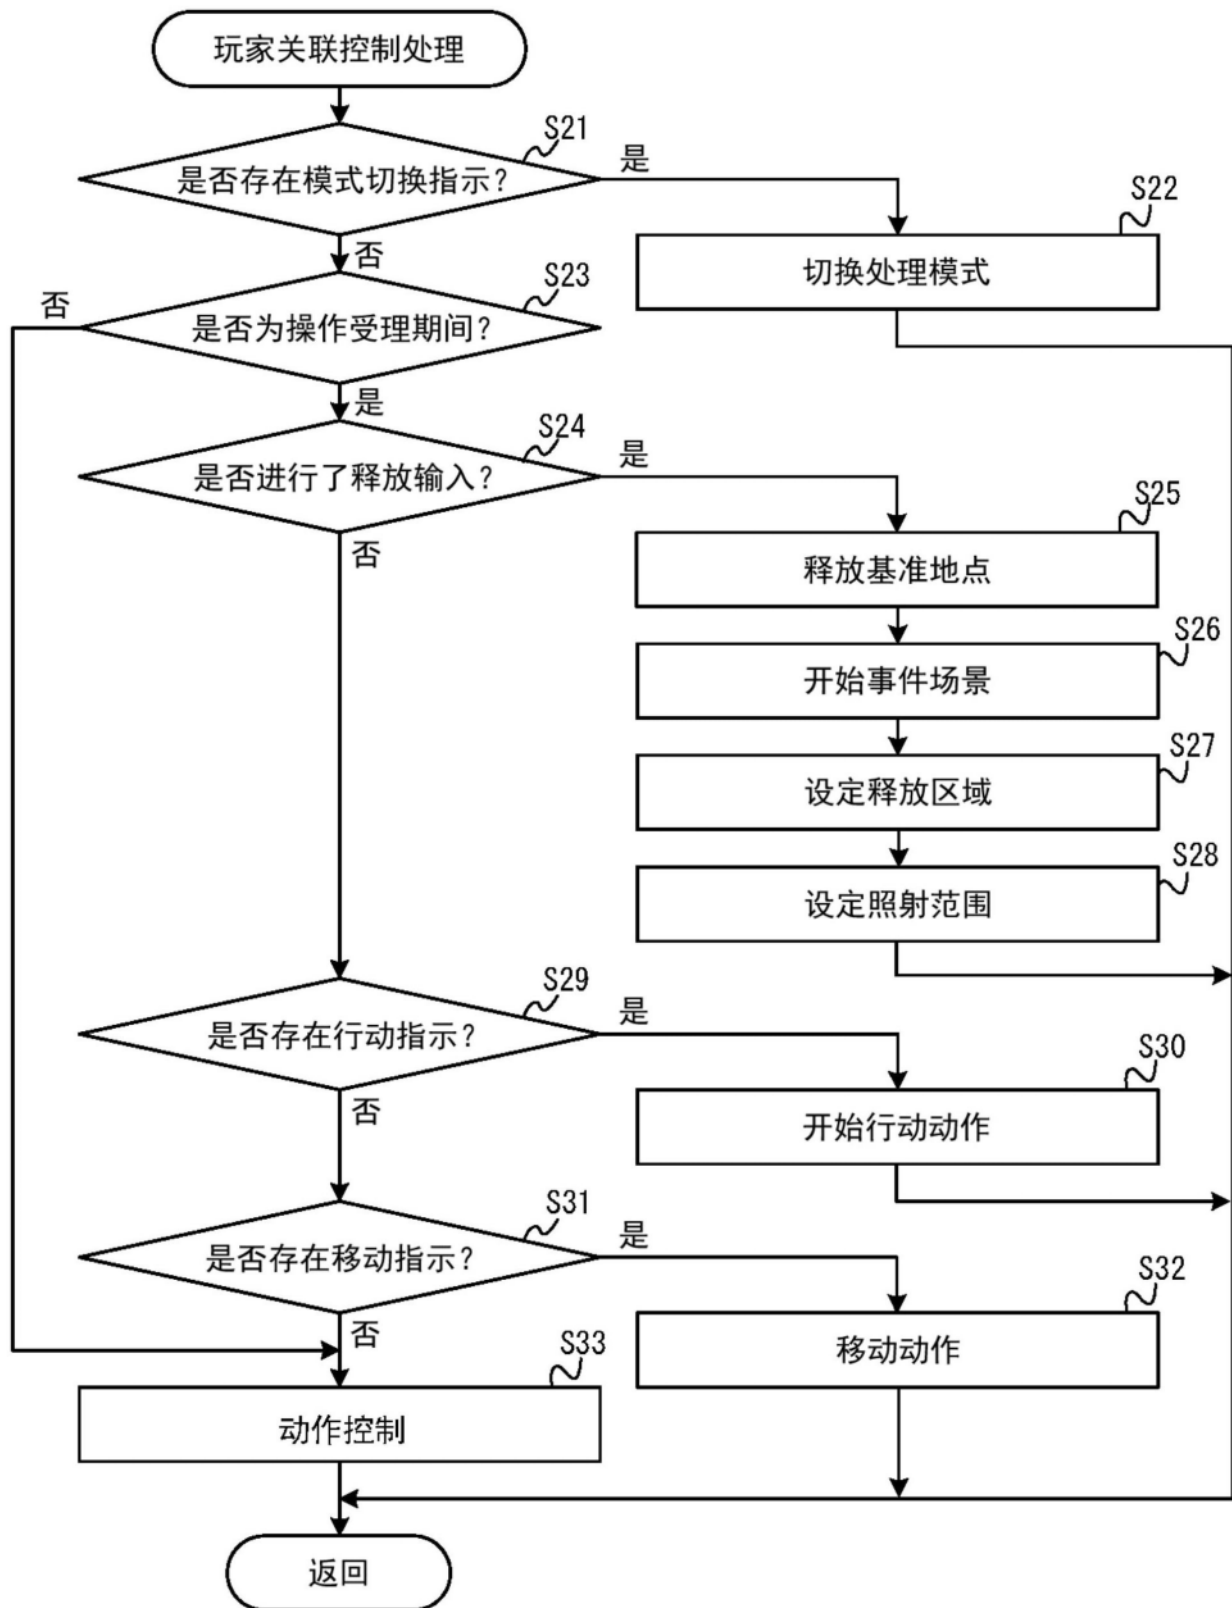 玩家关联控制处理
S21
是否存在模式切换指示?
是
S22
切换处理模式
否
S23
否
是否为操作受理期间?
是
S24
是否进行了释放输入?
是
S25
释放基准地点
否
S26
开始事件场景
S27
设定释放区域
S28
设定照射范围
S29
是否存在行动指示?
是
S30
开始行动动作
否
S31
是否存在移动指示?
是
S32
移动动作
否
S33
动作控制
返回